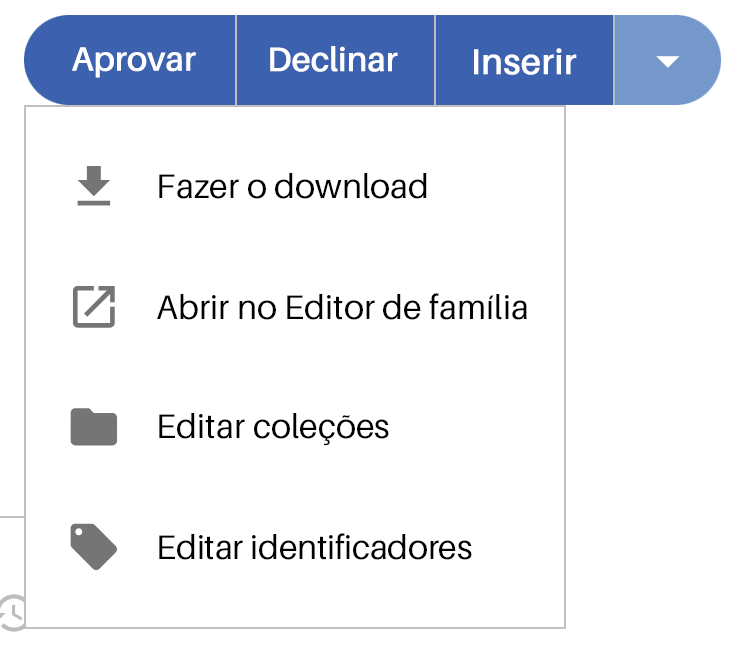 Aprovar Declinar Inserir
Fazer o download
Abrir no Editor de família
Editar coleções
Editar identificadores